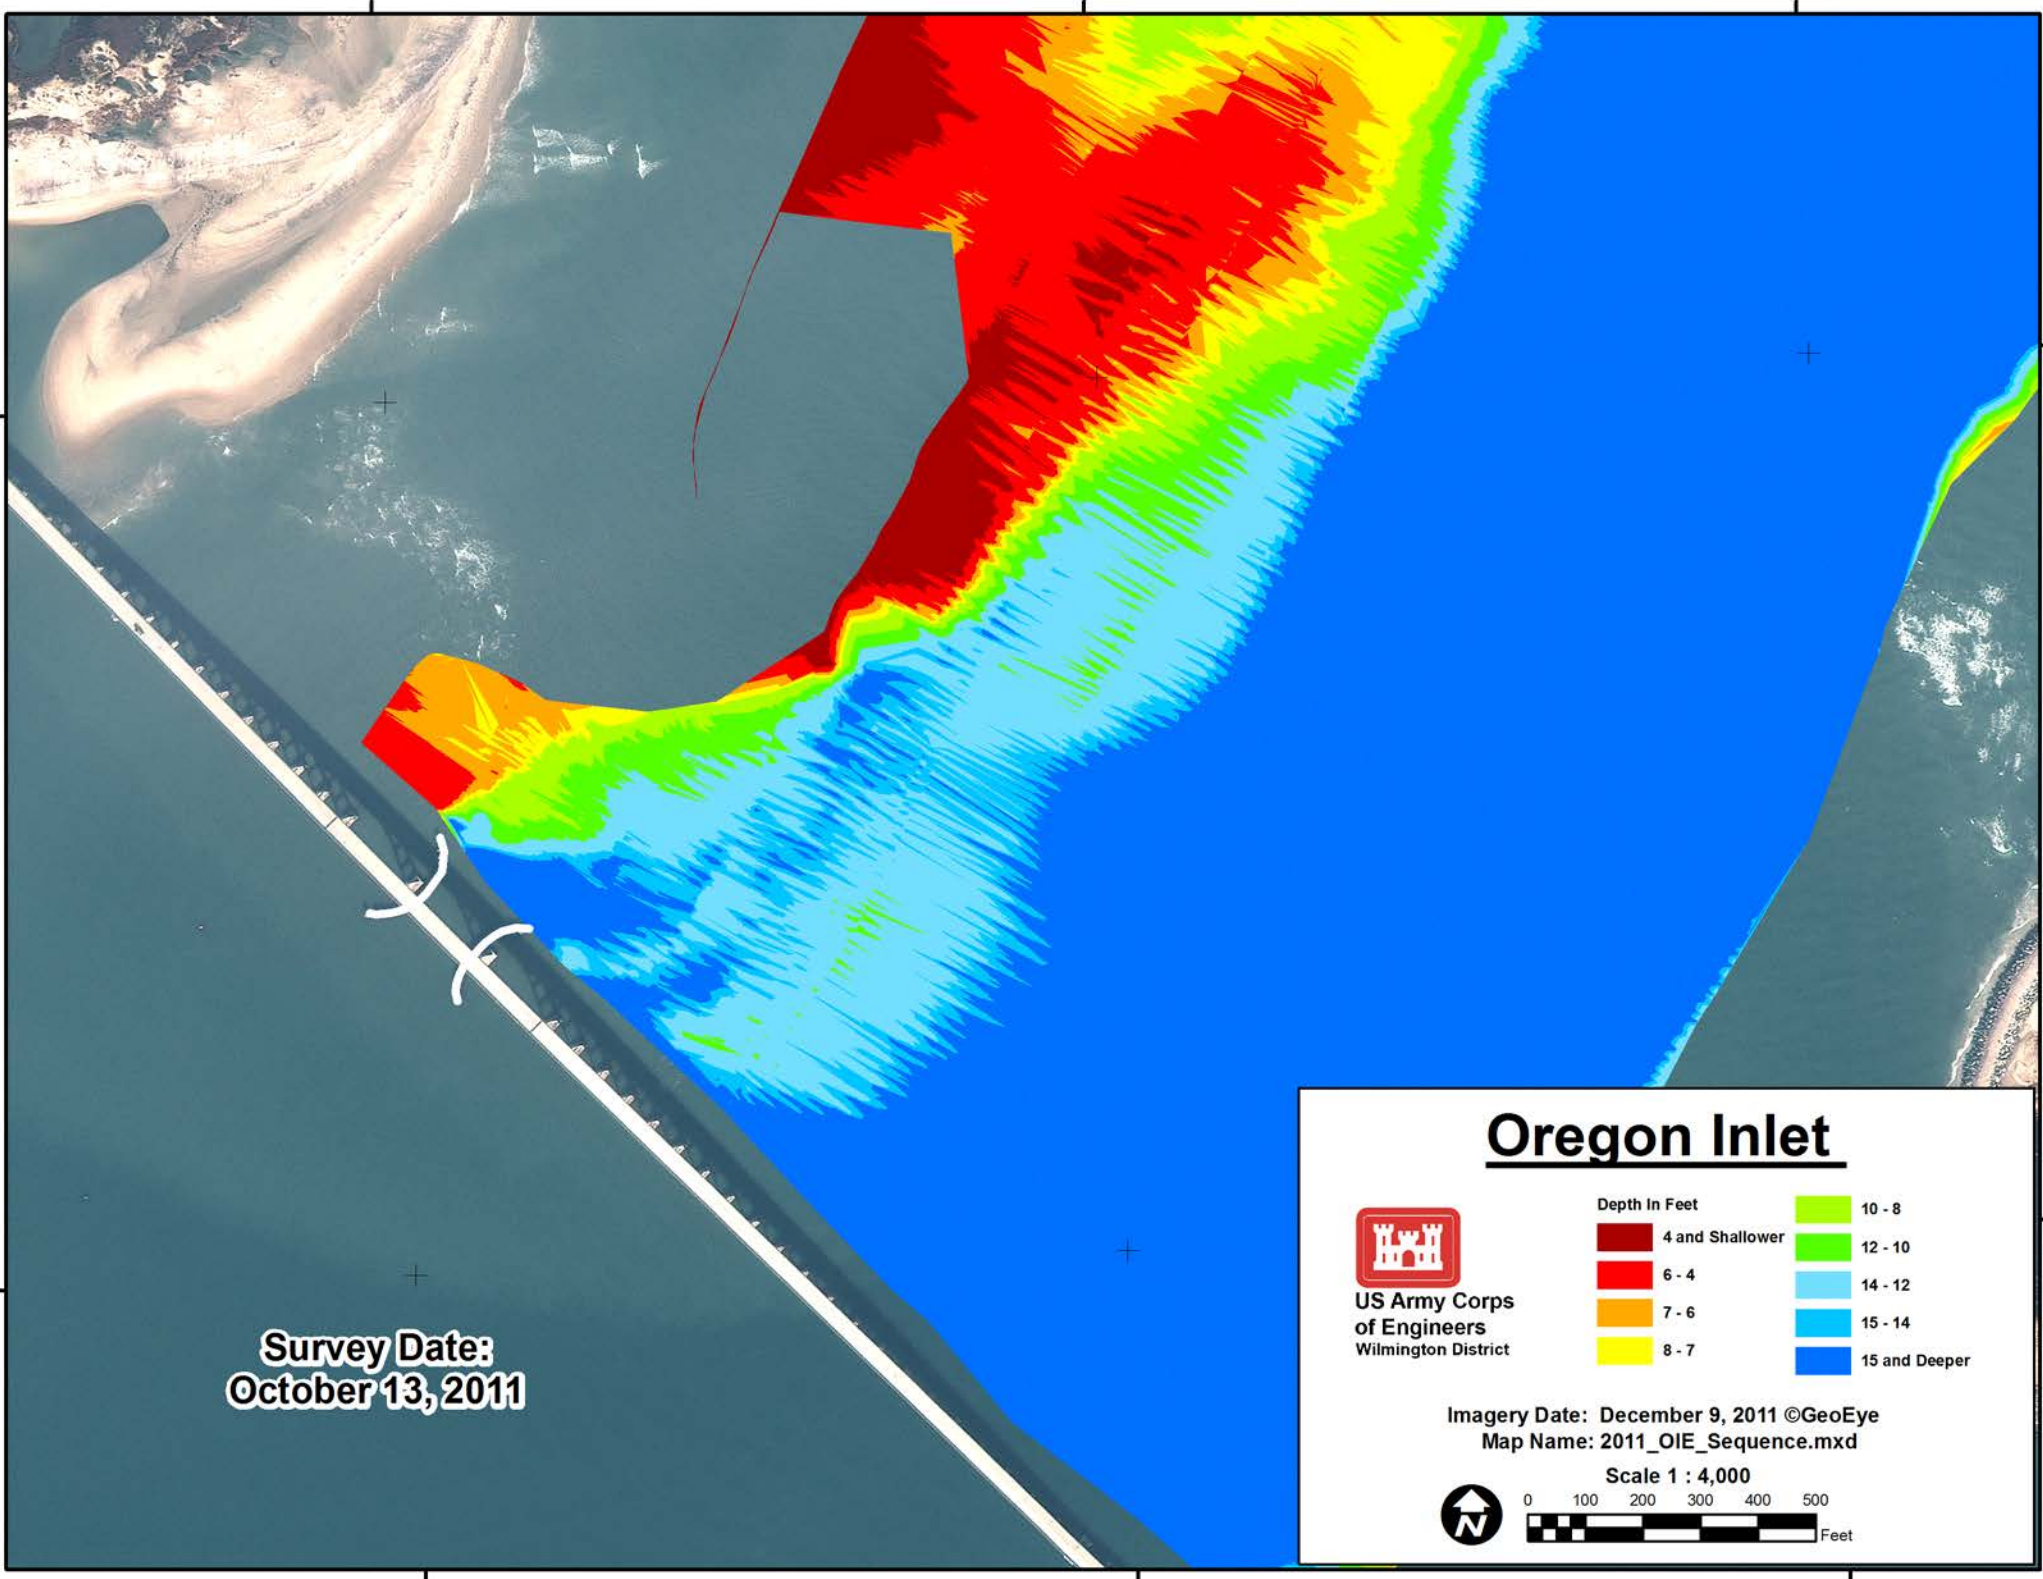 Survey Date:
October 13, 2011
Oregon Inlet
US Army Corps
of Engineers
Wilmington District
Depth In Feet
4 and Shallower
6 - 4
7 - 6
8 - 7
10 - 8
12 - 10
14 - 12
15 - 14
15 and Deeper
Imagery Date: December 9, 2011 ©GeoEye
Map Name: 2011_OIE_Sequence.mxd
Scale 1 : 4,000
N
0 100 200 300 400 500
Feet